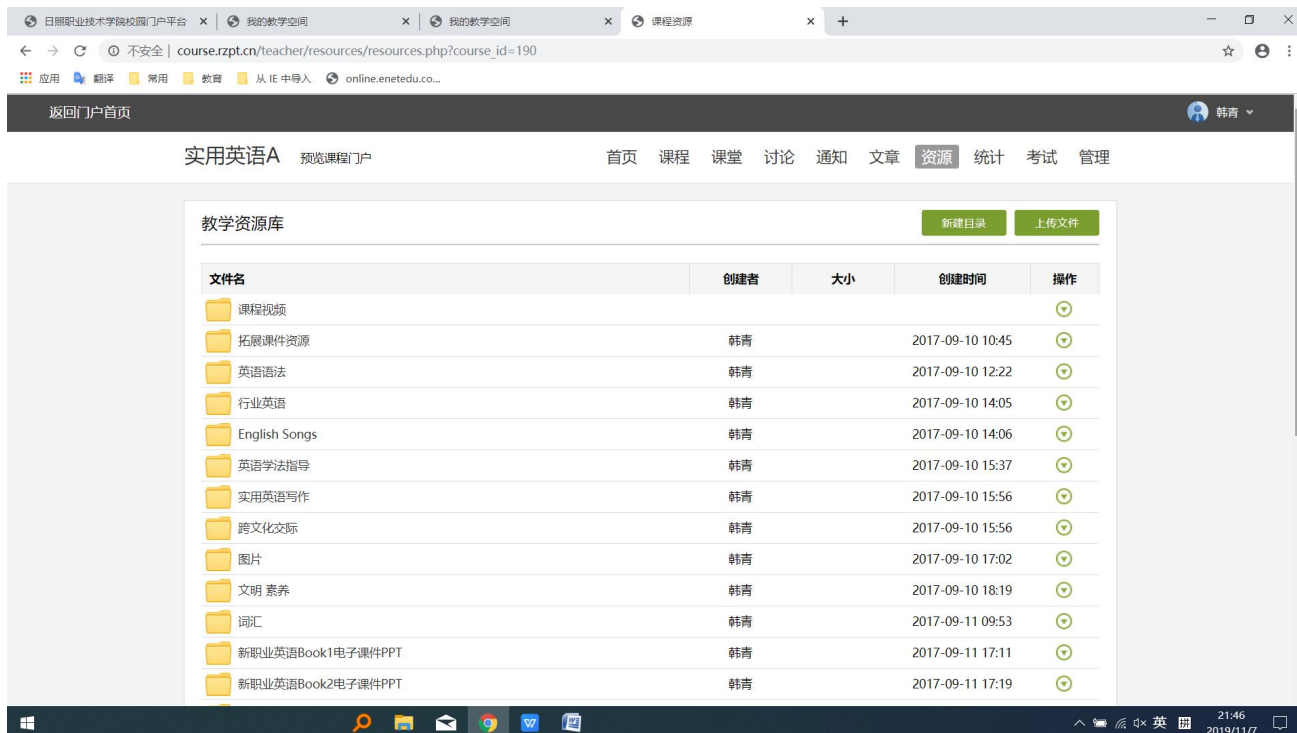 日照职业技术学院校园门户平台 × 我的教学空间 × 我的教学空间 × 课程资源 × +
不安全 | course.rzpt.cn/teacher/resources/resources.php?course_id=190
应用 翻译 常用 教育 从 IE 中导入 online.enetedu.co...
返回门户首页 韩青
实用英语A 预览课程门户 首页 课程 课堂 讨论 通知 文章 资源 统计 考试 管理
教学资源库 新建目录 上传文件
文件名 创建者 大小 创建时间 操作
课程视频
拓展课件资源 韩青 2017-09-10 10:45
英语语法 韩青 2017-09-10 12:22
行业英语 韩青 2017-09-10 14:05
English Songs 韩青 2017-09-10 14:06
英语学法指导 韩青 2017-09-10 15:37
实用英语写作 韩青 2017-09-10 15:56
跨文化交际 韩青 2017-09-10 15:56
图片 韩青 2017-09-10 17:02
文明 素养 韩青 2017-09-10 18:19
词汇 韩青 2017-09-11 09:53
新职业英语Book1电子课件PPT 韩青 2017-09-11 17:11
新职业英语Book2电子课件PPT 韩青 2017-09-11 17:19
英 拼 21:46
2019/11/7